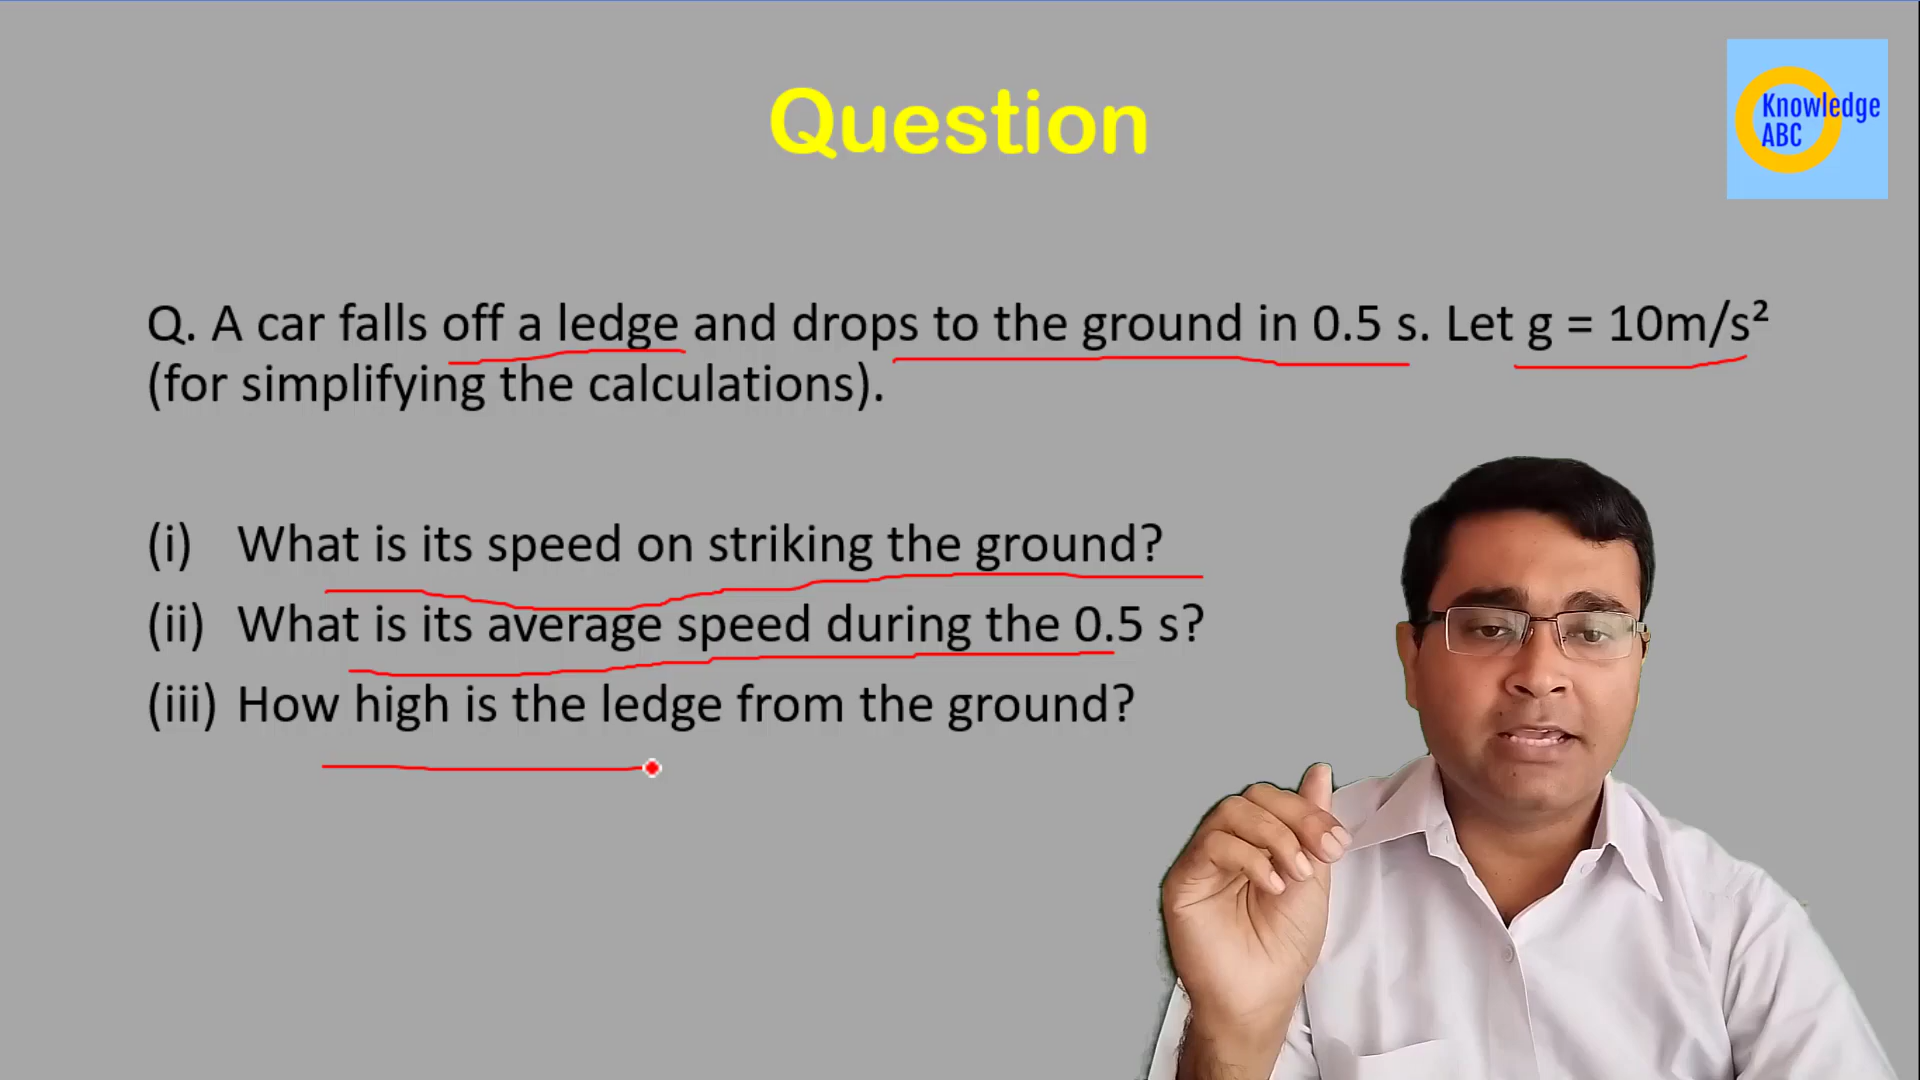 Question
Knowledge
ABC
Q. A car falls off a ledge and drops to the ground in 0.5 s. Let g = 10m/s²
(for simplifying the calculations).
(i) What is its speed on striking the ground?
(ii) What is its average speed during the 0.5 s?
(iii) How high is the ledge from the ground?